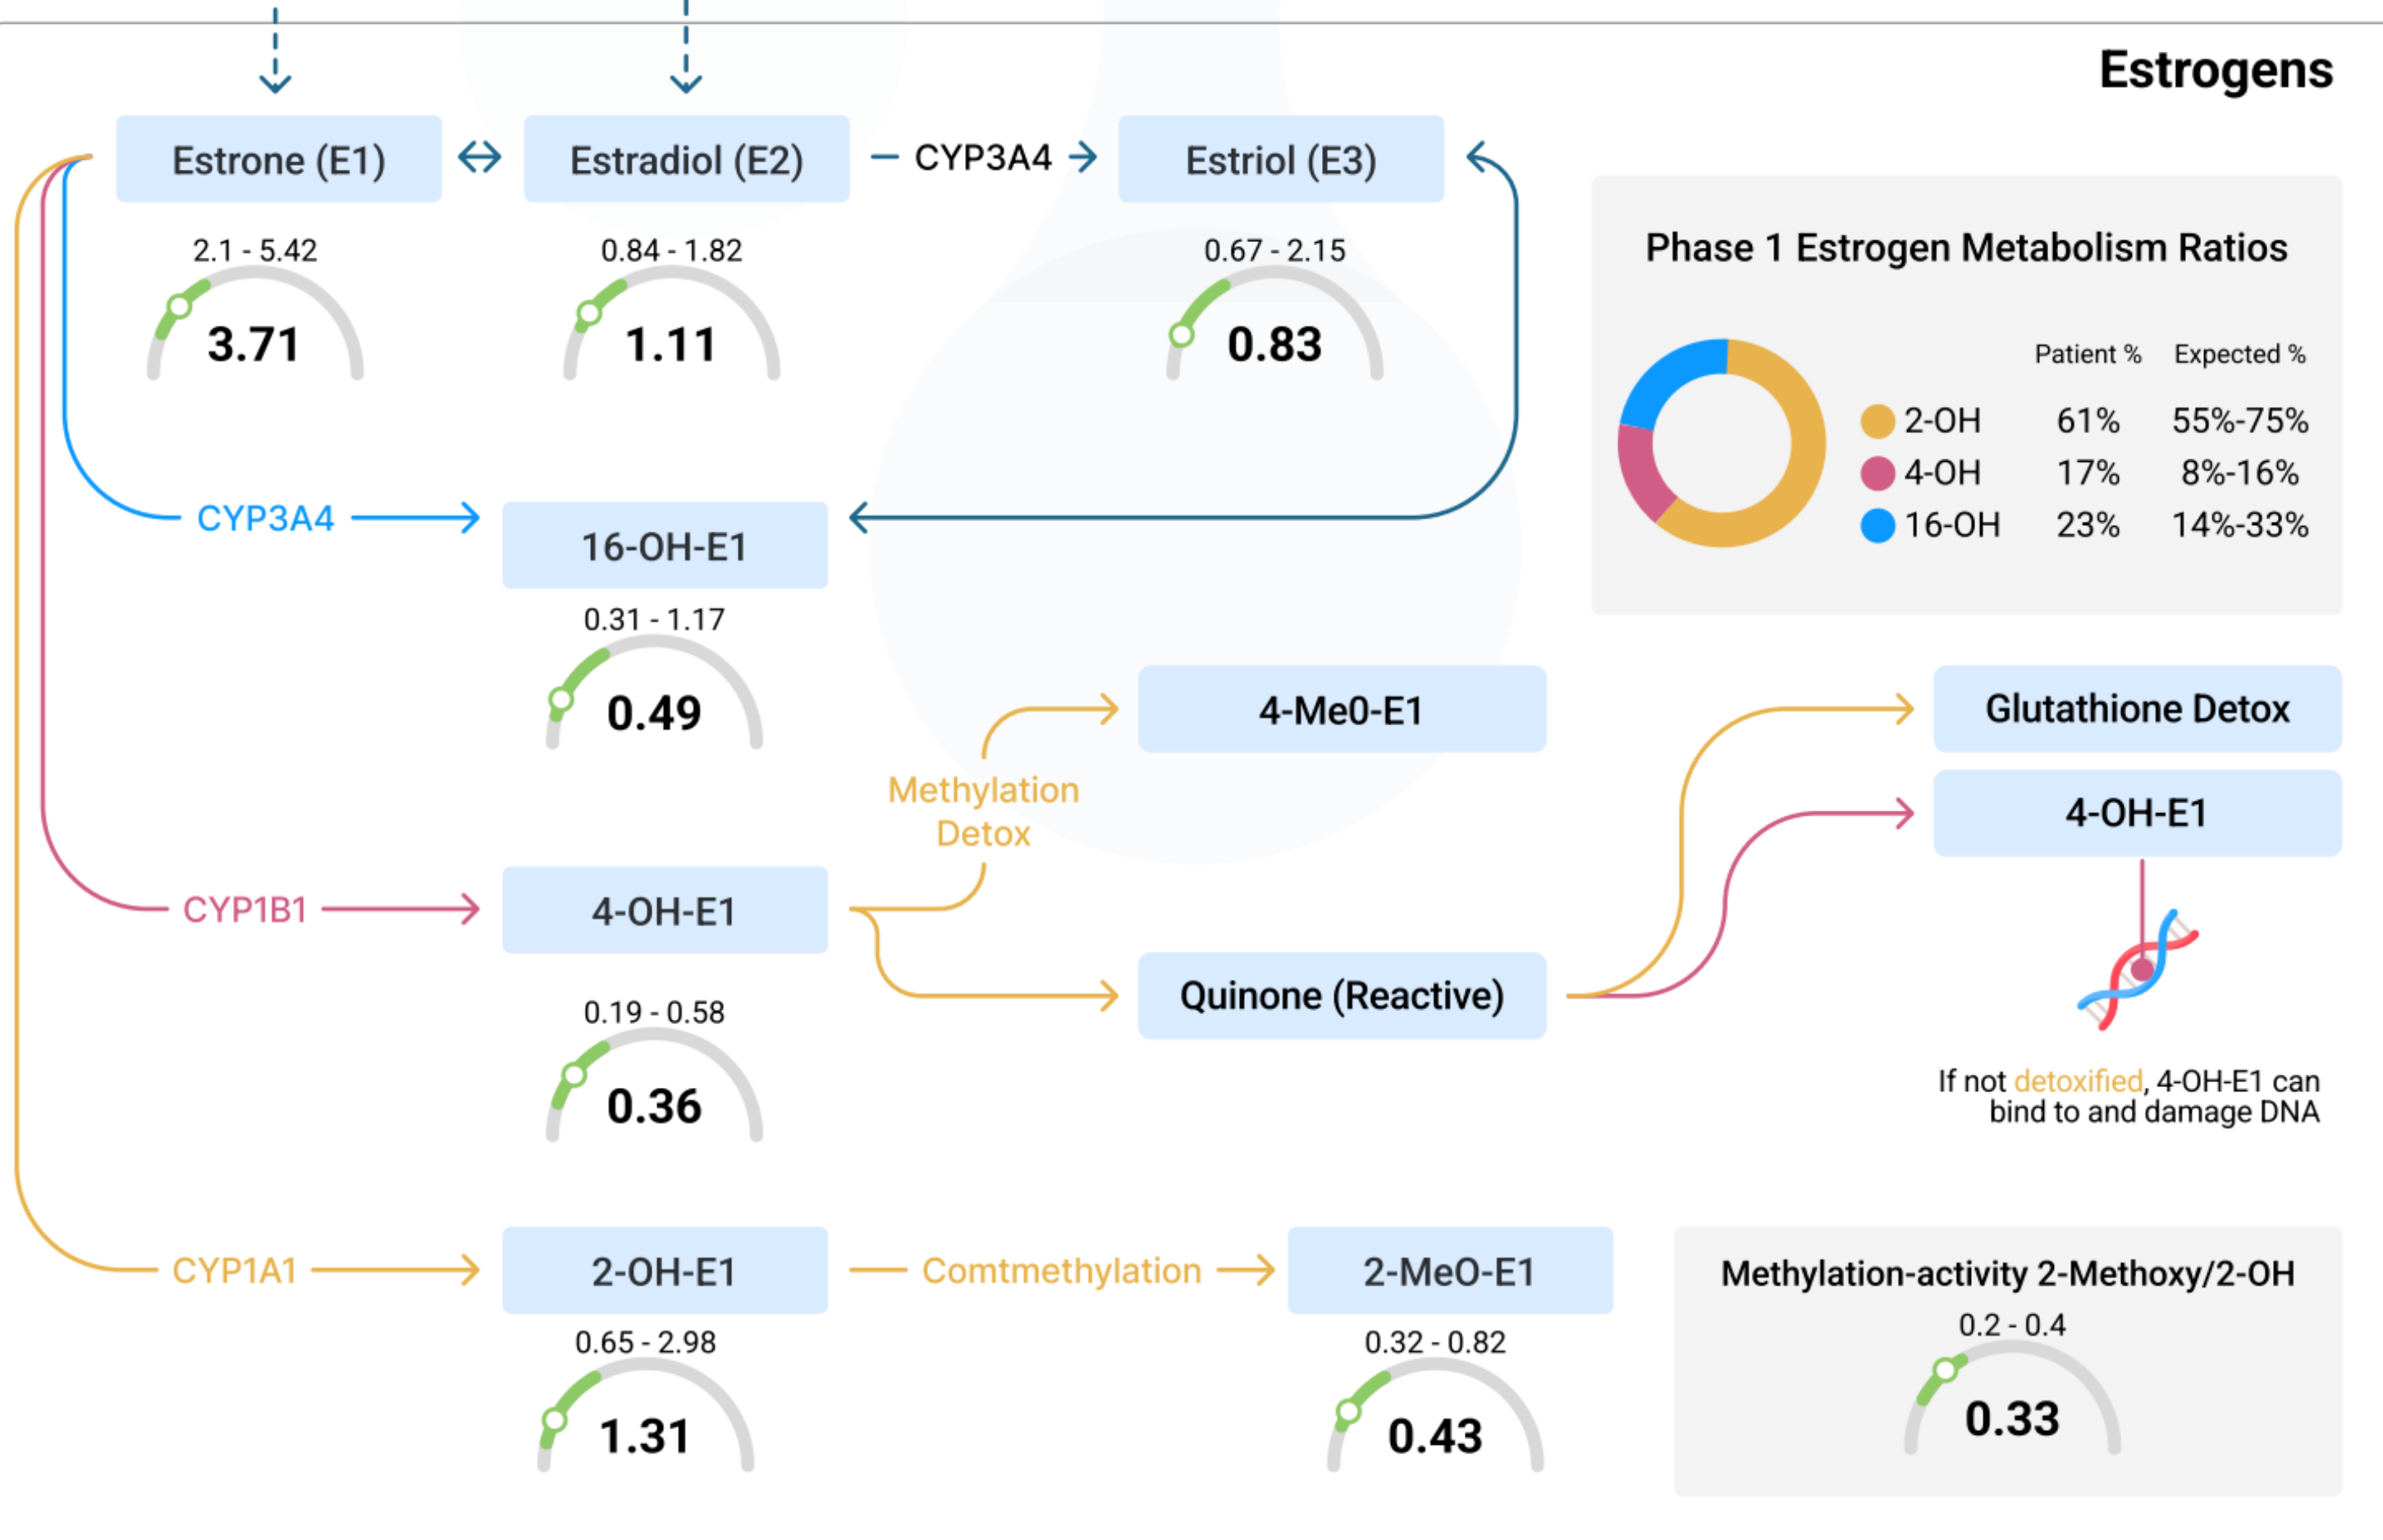 Estrogens
Estrone (E1)
Estradiol (E2)
CYP3A4
Estriol (E3)
2.1 - 5.42
3.71
0.84 - 1.82
1.11
0.67 - 2.15
0.83
Phase 1 Estrogen Metabolism Ratios
Patient % Expected %
2-OH 61% 55%-75%
4-OH 17% 8%-16%
16-OH 23% 14%-33%
CYP3A4
16-OH-E1
0.31 - 1.17
0.49
4-Me0-E1
Glutathione Detox
Methylation
Detox
4-OH-E1
CYP1B1
4-OH-E1
Quinone (Reactive)
0.19 - 0.58
0.36
If not detoxified, 4-OH-E1 can
bind to and damage DNA
CYP1A1
2-OH-E1
Comtmethylation
2-MeO-E1
0.65 - 2.98
1.31
0.32 - 0.82
0.43
Methylation-activity 2-Methoxy/2-OH
0.2 - 0.4
0.33